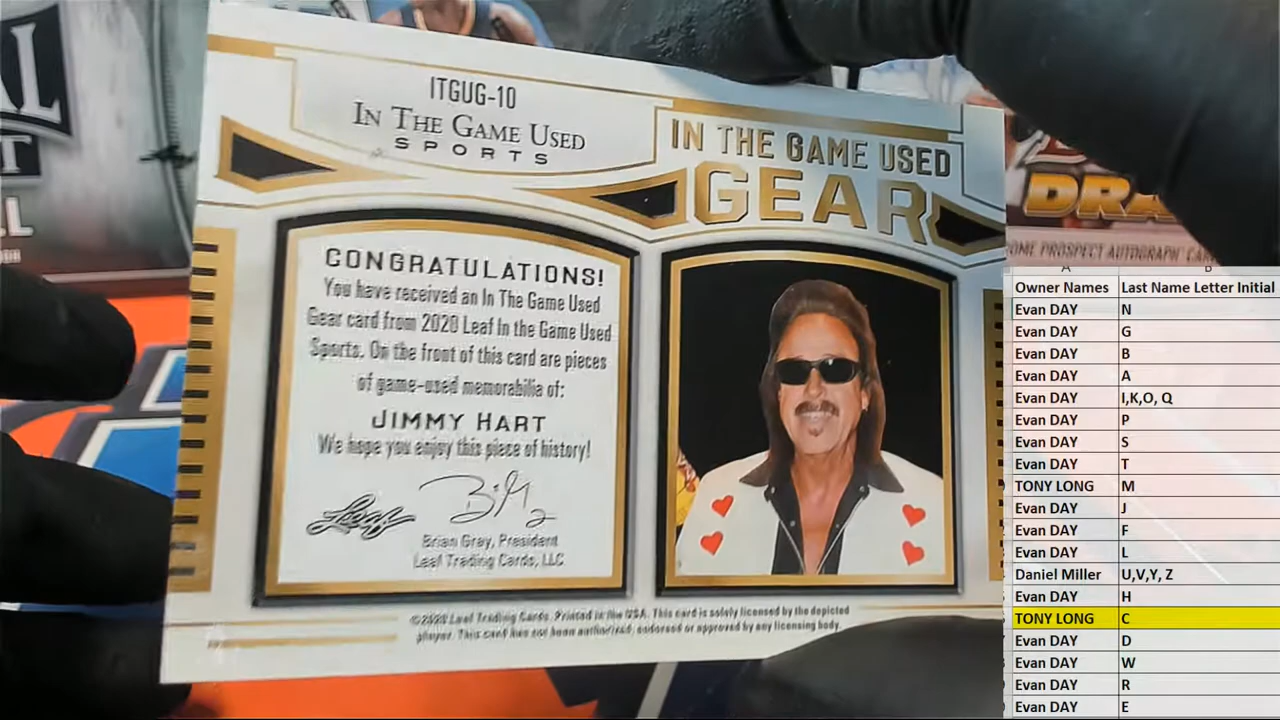 ITGUG-10
IN THE GAME USED
SPORTS
IN THE GAME USED
GEAR
CONGRATULATIONS!
You have received an In The Game Used
Gear card from 2020 Leaf In the Game Used
Sports. On the front of this card are pieces
of game-used memorabilia of:
JIMMY HART
We hope you enjoy this piece of history!
Leaf
Brian Gray, President
Leaf Trading Cards, LLC
©2020 Leaf Trading Cards. Printed in the USA. This card is solely licensed by the depicted
player. This card has not been authorized, endorsed or approved by any licensing body.
AL
T
L
DRA
OME PROSPECT AUTOGRAPH CAR
A B
Owner Names Last Name Letter Initial
Evan DAY N
Evan DAY G
Evan DAY B
Evan DAY A
Evan DAY I,K,O, Q
Evan DAY P
Evan DAY S
Evan DAY T
TONY LONG M
Evan DAY J
Evan DAY F
Evan DAY L
Daniel Miller U,V,Y, Z
Evan DAY H
TONY LONG C
Evan DAY D
Evan DAY W
Evan DAY R
Evan DAY E